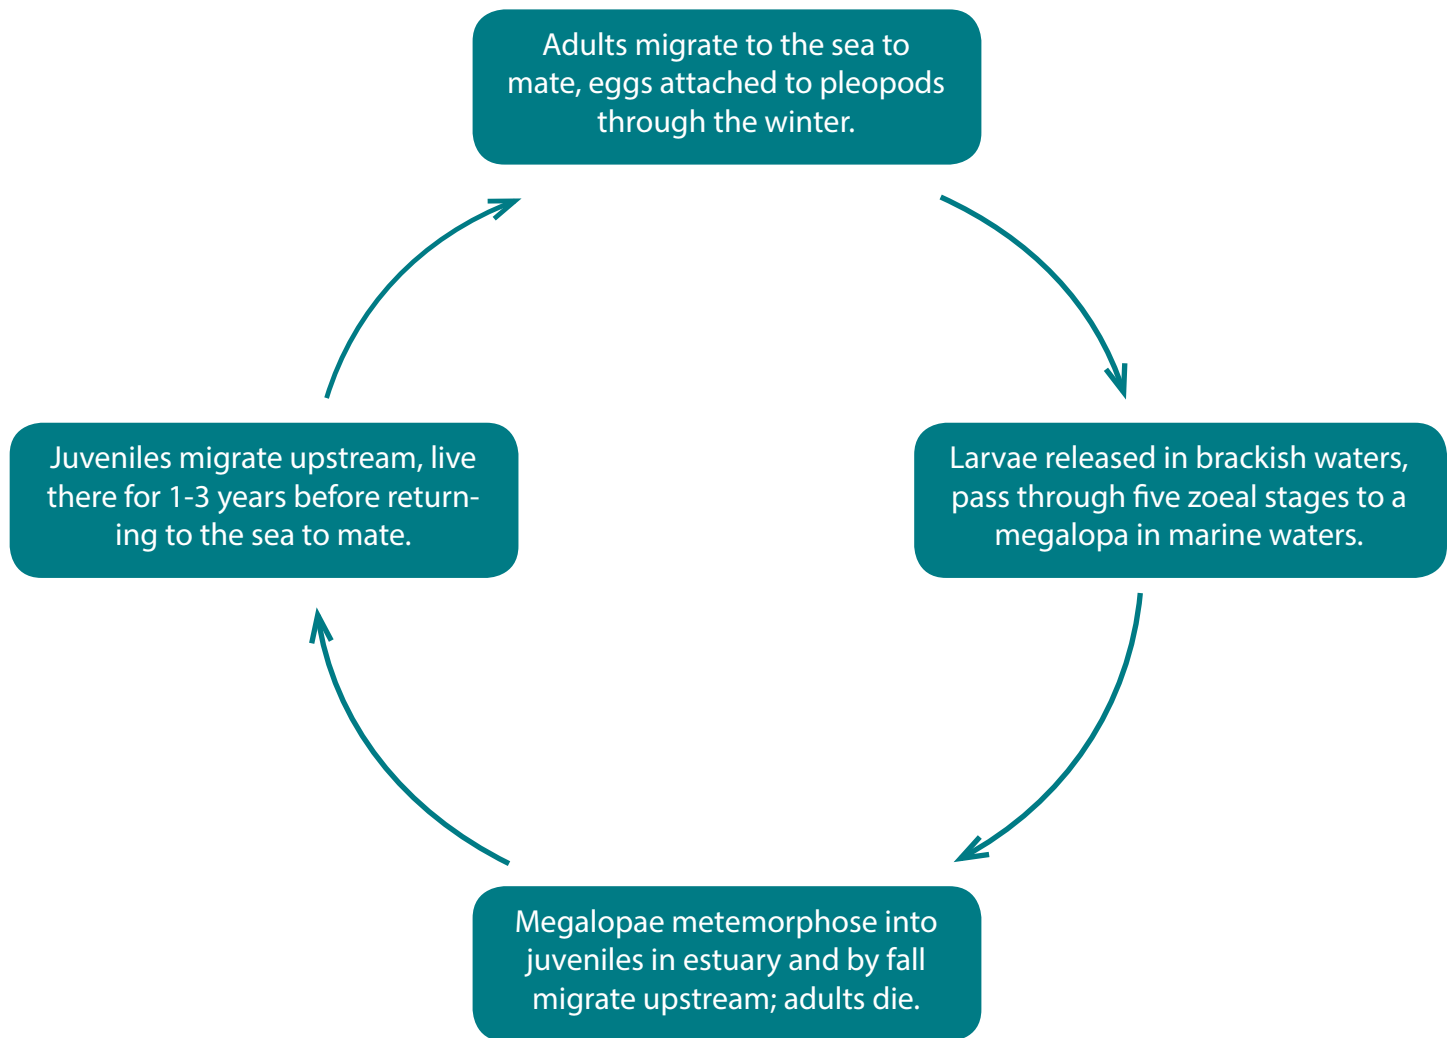 Adults migrate to the sea to
mate, eggs attached to pleopods
through the winter.
Larvae released in brackish waters,
pass through five zoeal stages to a
megalopa in marine waters.
Megalopae metemorphose into
juveniles in estuary and by fall
migrate upstream; adults die.
Juveniles migrate upstream, live
there for 1-3 years before return-
ing to the sea to mate.